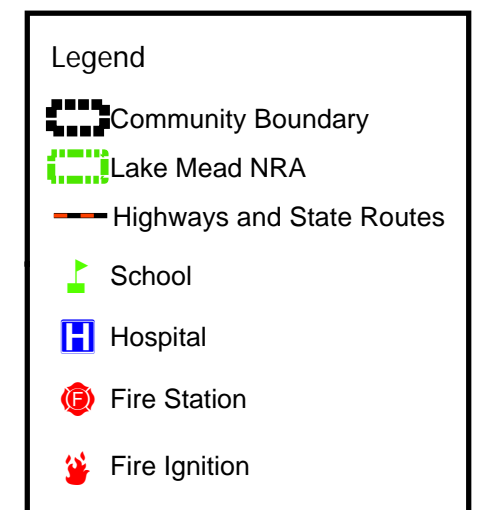 Legend
Community Boundary
Lake Mead NRA
Highways and State Routes
School
H Hospital
F Fire Station
Fire Ignition